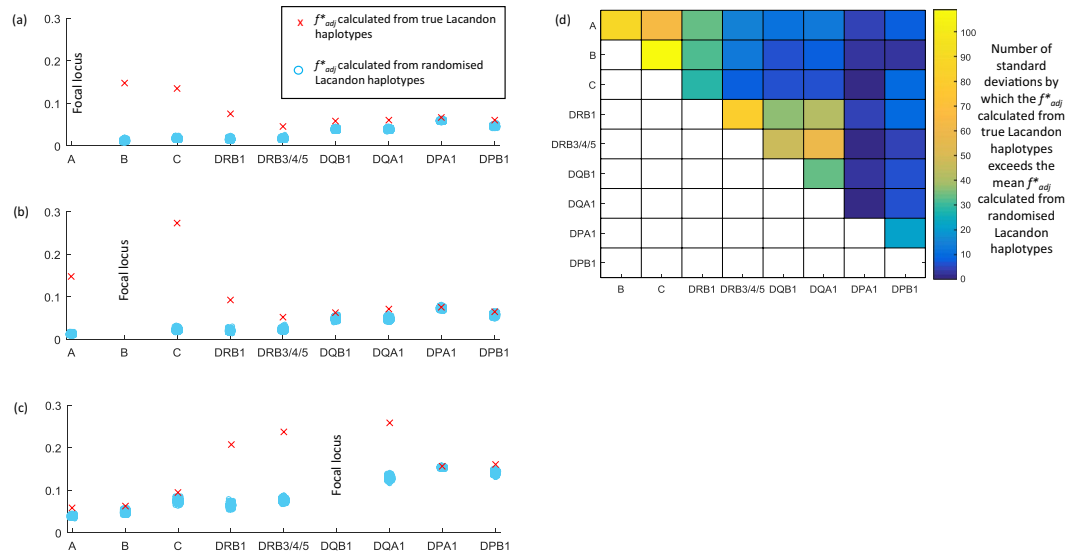 (a)
0.3
0.2
0.1
0
Focal locus
A
B
C
DRB1
DRB3/4/5
DQB1
DQA1
DPA1
DPB1
f*adj calculated from true Lacandon
haplotypes
f*adj calculated from randomised
Lacandon haplotypes
(b)
0.3
0.2
0.1
0
Focal locus
A
B
C
DRB1
DRB3/4/5
DQB1
DQA1
DPA1
DPB1
(c)
0.3
0.2
0.1
0
Focal locus
A
B
C
DRB1
DRB3/4/5
DQB1
DQA1
DPA1
DPB1
(d)
A
B
C
DRB1
DRB3/4/5
DQB1
DQA1
DPA1
DPB1
B
C
DRB1
DRB3/4/5
DQB1
DQA1
DPA1
DPB1
100
90
80
70
60
50
40
30
20
10
0
Number of
standard
deviations by
which the f*adj
calculated from
true Lacandon
haplotypes
exceeds the
mean f*adj
calculated from
randomised
Lacandon
haplotypes